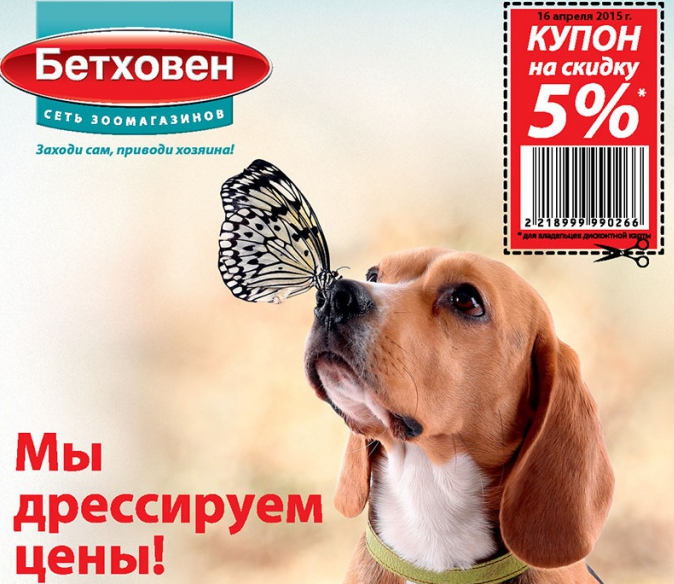 Бетховен
СЕТЬ ЗООМАГАЗИНОВ
Заходи сам, приводи хозяина!
16 апреля 2015 г.
КУПОН
на скидку
5%*
2 218999 990266
* для владельцев дисконтной карты
Мы
дрессируем
цены!